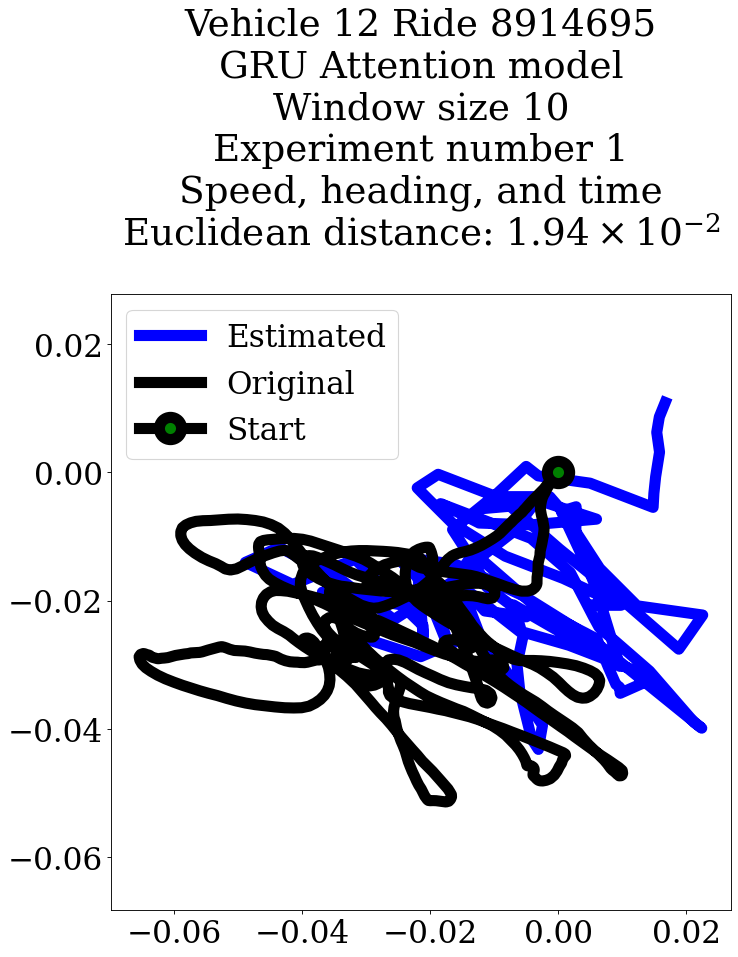 Vehicle 12 Ride 8914695
GRU Attention model
Window size 10
Experiment number 1
Speed, heading, and time
Euclidean distance: 1.94 × 10⁻²
Estimated
Original
Start
0.02
0.00
−0.02
−0.04
−0.06
−0.06 −0.04 −0.02 0.00 0.02